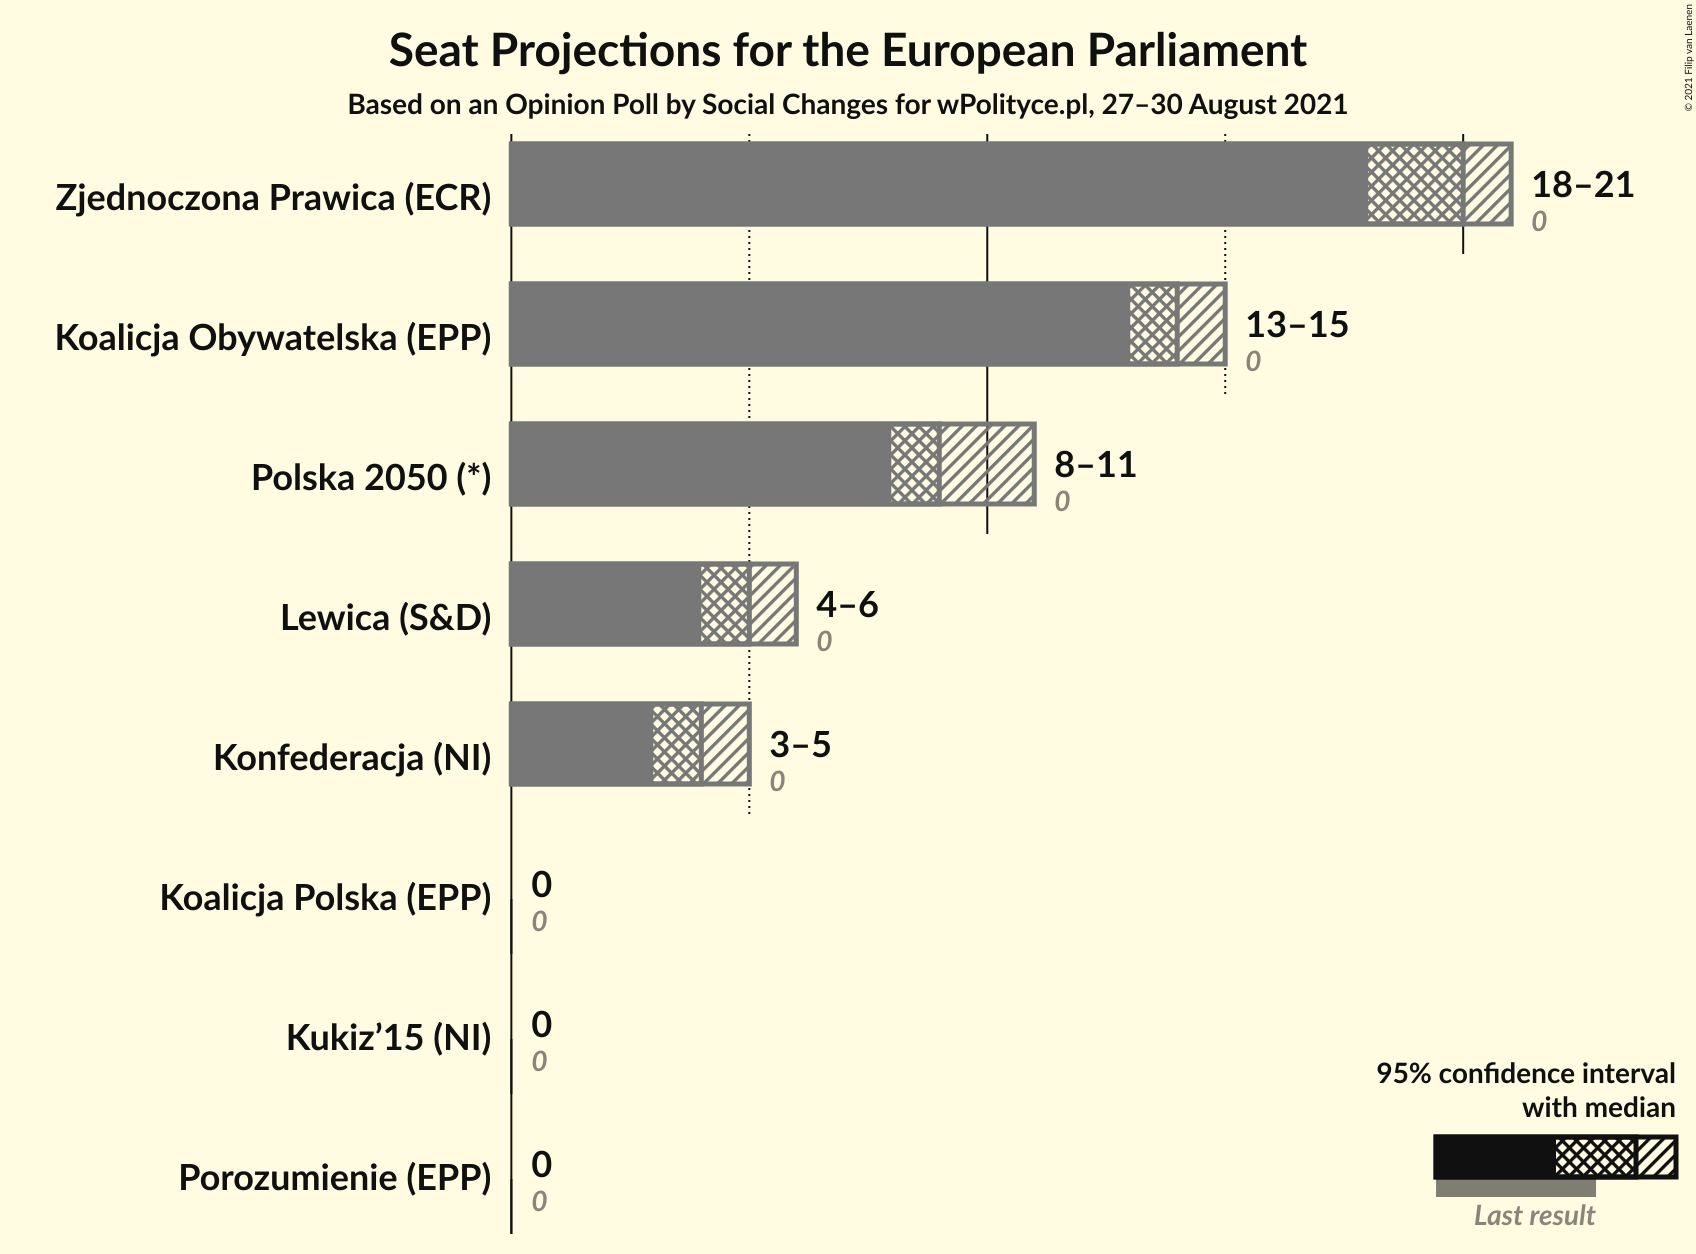 Seat Projections for the European Parliament
Based on an Opinion Poll by Social Changes for wPolityce.pl, 27–30 August 2021
© 2021 Filip van Laenen
Zjednoczona Prawica (ECR)
18–21
0
Koalicja Obywatelska (EPP)
13–15
0
Polska 2050 (*)
8–11
0
Lewica (S&D)
4–6
0
Konfederacja (NI)
3–5
0
Koalicja Polska (EPP)
0
0
Kukiz’15 (NI)
0
0
Porozumienie (EPP)
0
0
95% confidence interval
with median
Last result